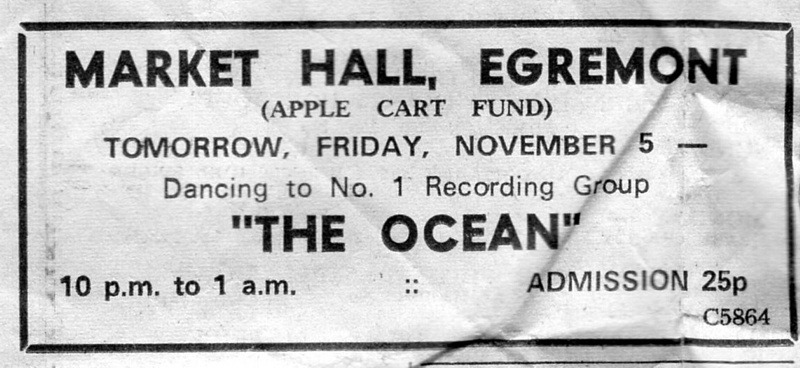 MARKET HALL, EGREMONT
(APPLE CART FUND)
TOMORROW, FRIDAY, NOVEMBER 5 —
Dancing to No. 1 Recording Group
"THE OCEAN"
10 p.m. to 1 a.m. :: ADMISSION 25p
C5864